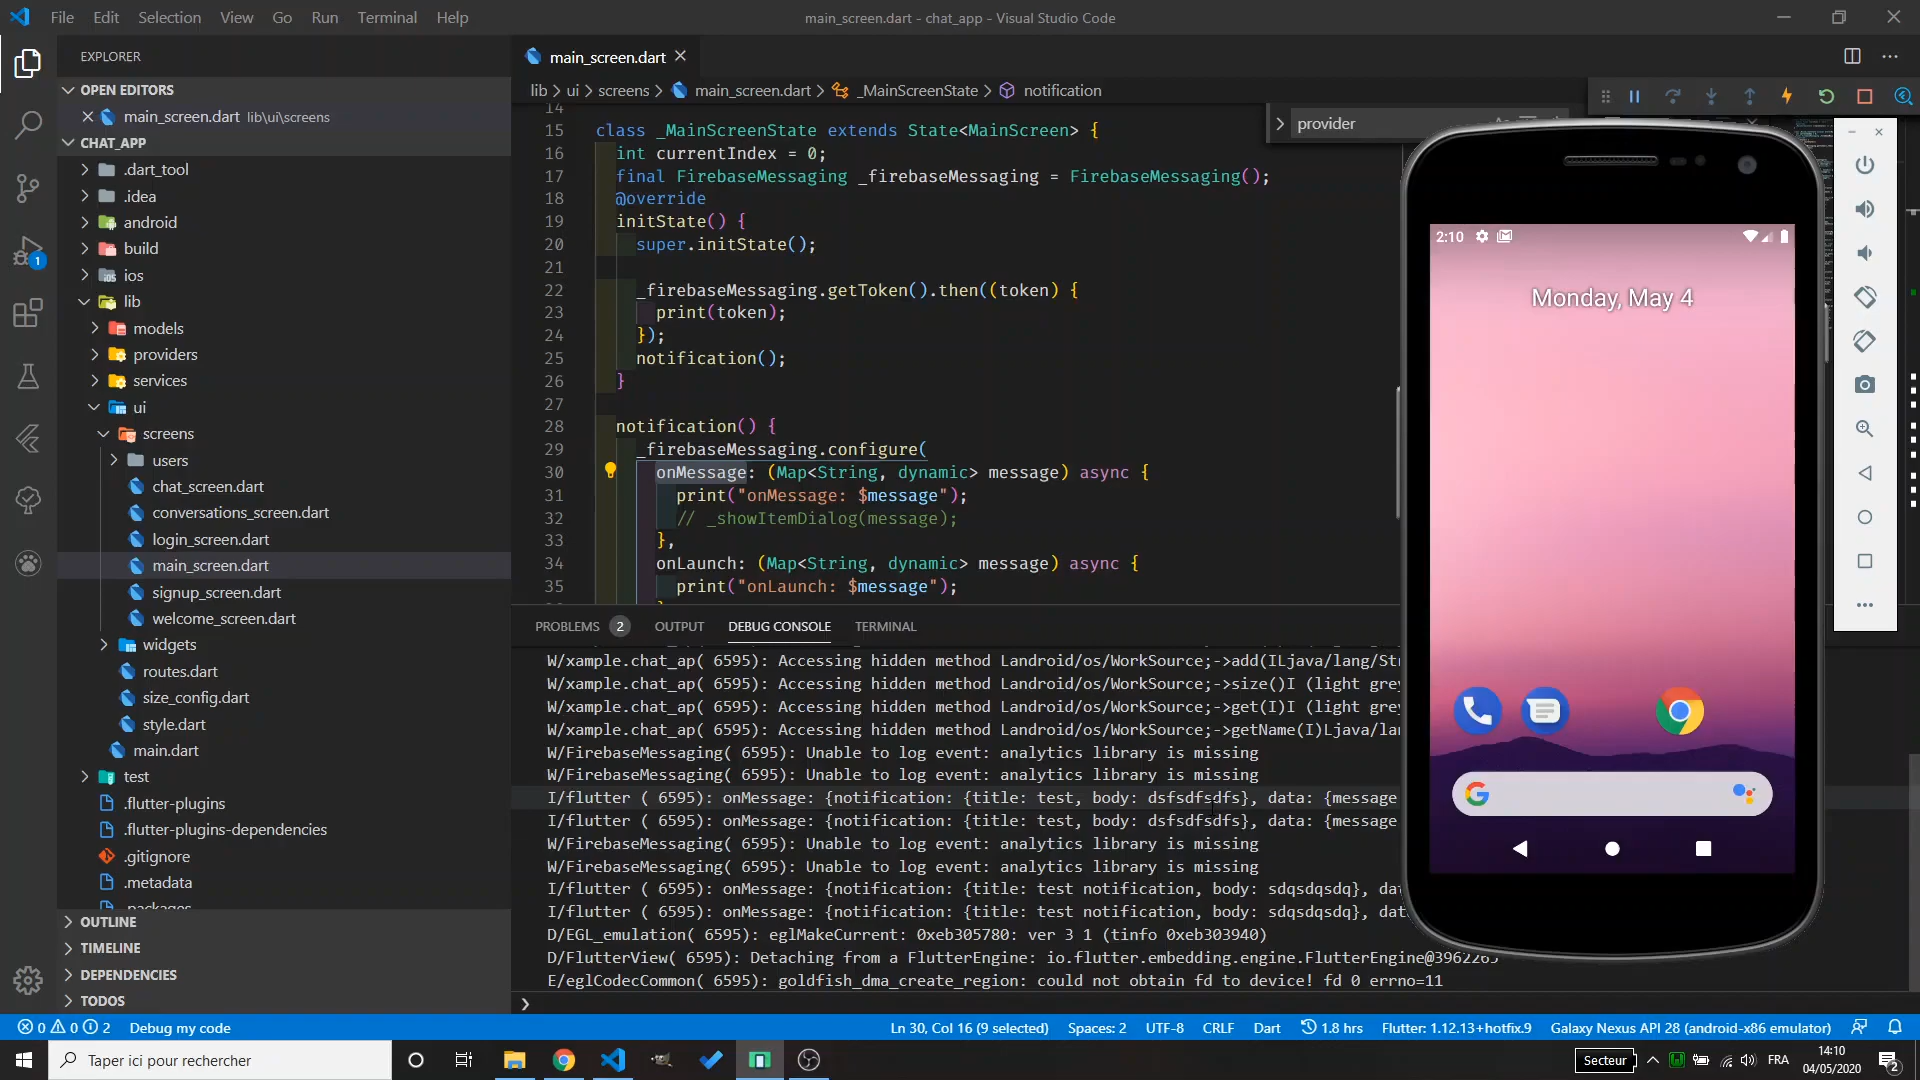 File Edit Selection View Go Run Terminal Help
main_screen.dart - chat_app - Visual Studio Code
EXPLORER
OPEN EDITORS
main_screen.dart lib\ui\screens
CHAT_APP
.dart_tool
.idea
android
build
ios
lib
models
providers
services
ui
screens
users
chat_screen.dart
conversations_screen.dart
login_screen.dart
main_screen.dart
signup_screen.dart
welcome_screen.dart
widgets
routes.dart
size_config.dart
style.dart
main.dart
test
.flutter-plugins
.flutter-plugins-dependencies
.gitignore
.metadata
.packages
OUTLINE
TIMELINE
DEPENDENCIES
TODOS
1
main_screen.dart
lib > ui > screens > main_screen.dart > _MainScreenState > notification
provider
14
15 class _MainScreenState extends State<MainScreen> {
16 int currentIndex = 0;
17 final FirebaseMessaging _firebaseMessaging = FirebaseMessaging();
18 @override
19 initState() {
20 super.initState();
21
22 _firebaseMessaging.getToken().then((token) {
23 print(token);
24 });
25 notification();
26 }
27
28 notification() {
29 _firebaseMessaging.configure(
30 onMessage: (Map<String, dynamic> message) async {
31 print("onMessage: $message");
32 // _showItemDialog(message);
33 },
34 onLaunch: (Map<String, dynamic> message) async {
35 print("onLaunch: $message");
PROBLEMS 2 OUTPUT DEBUG CONSOLE TERMINAL
W/xample.chat_ap( 6595): Accessing hidden method Landroid/os/WorkSource;->add(ILjava/lang/Str
W/xample.chat_ap( 6595): Accessing hidden method Landroid/os/WorkSource;->size()I (light grey
W/xample.chat_ap( 6595): Accessing hidden method Landroid/os/WorkSource;->get(I)I (light grey
W/xample.chat_ap( 6595): Accessing hidden method Landroid/os/WorkSource;->getName(I)Ljava/lan
W/FirebaseMessaging( 6595): Unable to log event: analytics library is missing
W/FirebaseMessaging( 6595): Unable to log event: analytics library is missing
I/flutter ( 6595): onMessage: {notification: {title: test, body: dsfsdfsdfs}, data: {message
I/flutter ( 6595): onMessage: {notification: {title: test, body: dsfsdfsdfs}, data: {message
W/FirebaseMessaging( 6595): Unable to log event: analytics library is missing
W/FirebaseMessaging( 6595): Unable to log event: analytics library is missing
I/flutter ( 6595): onMessage: {notification: {title: test notification, body: sdqsdqsdq}, dat
I/flutter ( 6595): onMessage: {notification: {title: test notification, body: sdqsdqsdq}, dat
D/EGL_emulation( 6595): eglMakeCurrent: 0xeb305780: ver 3 1 (tinfo 0xeb303940)
D/FlutterView( 6595): Detaching from a FlutterEngine: io.flutter.embedding.engine.FlutterEngine@3962265
E/eglCodecCommon( 6595): goldfish_dma_create_region: could not obtain fd to device! fd 0 errno=11
2:10
Monday, May 4
0 0 2 Debug my code
Ln 30, Col 16 (9 selected) Spaces: 2 UTF-8 CRLF Dart 1.8 hrs Flutter: 1.12.13+hotfix.9 Galaxy Nexus API 28 (android-x86 emulator)
Taper ici pour rechercher
Secteur
FRA
14:10
04/05/2020
2